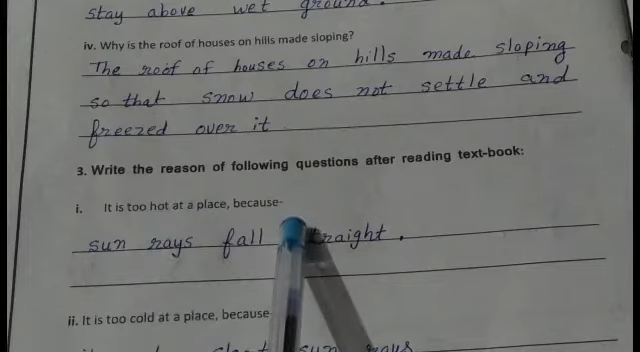 stay above wet ground.
iv. Why is the roof of houses on hills made sloping?
The roof of houses on hills made sloping
so that snow does not settle and
freezed over it
3. Write the reason of following questions after reading text-book:
i. It is too hot at a place, because-
sun rays fall traight.
ii. It is too cold at a place, because
sun rays